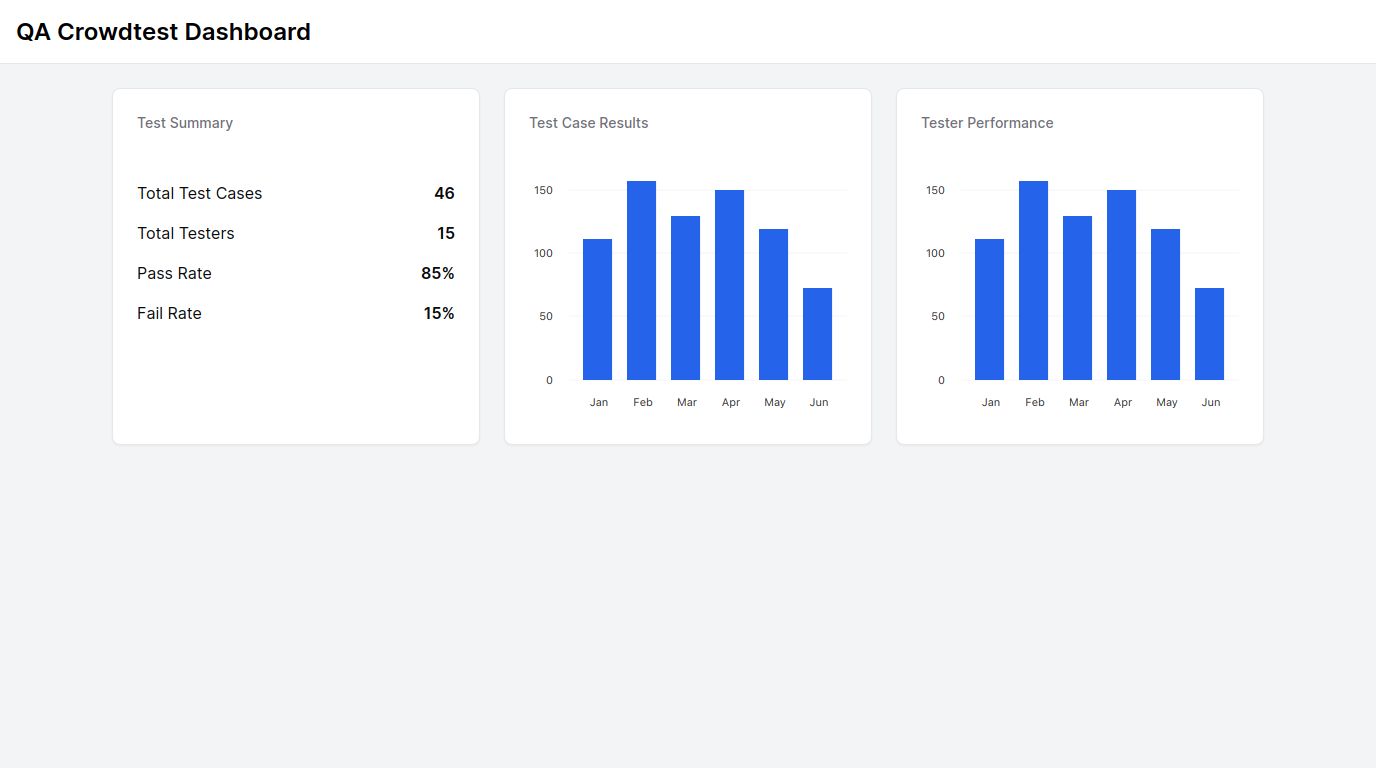 QA Crowdtest Dashboard
Test Summary
Total Test Cases 46
Total Testers 15
Pass Rate 85%
Fail Rate 15%
Test Case Results
150
100
50
0
Jan Feb Mar Apr May Jun
Tester Performance
150
100
50
0
Jan Feb Mar Apr May Jun